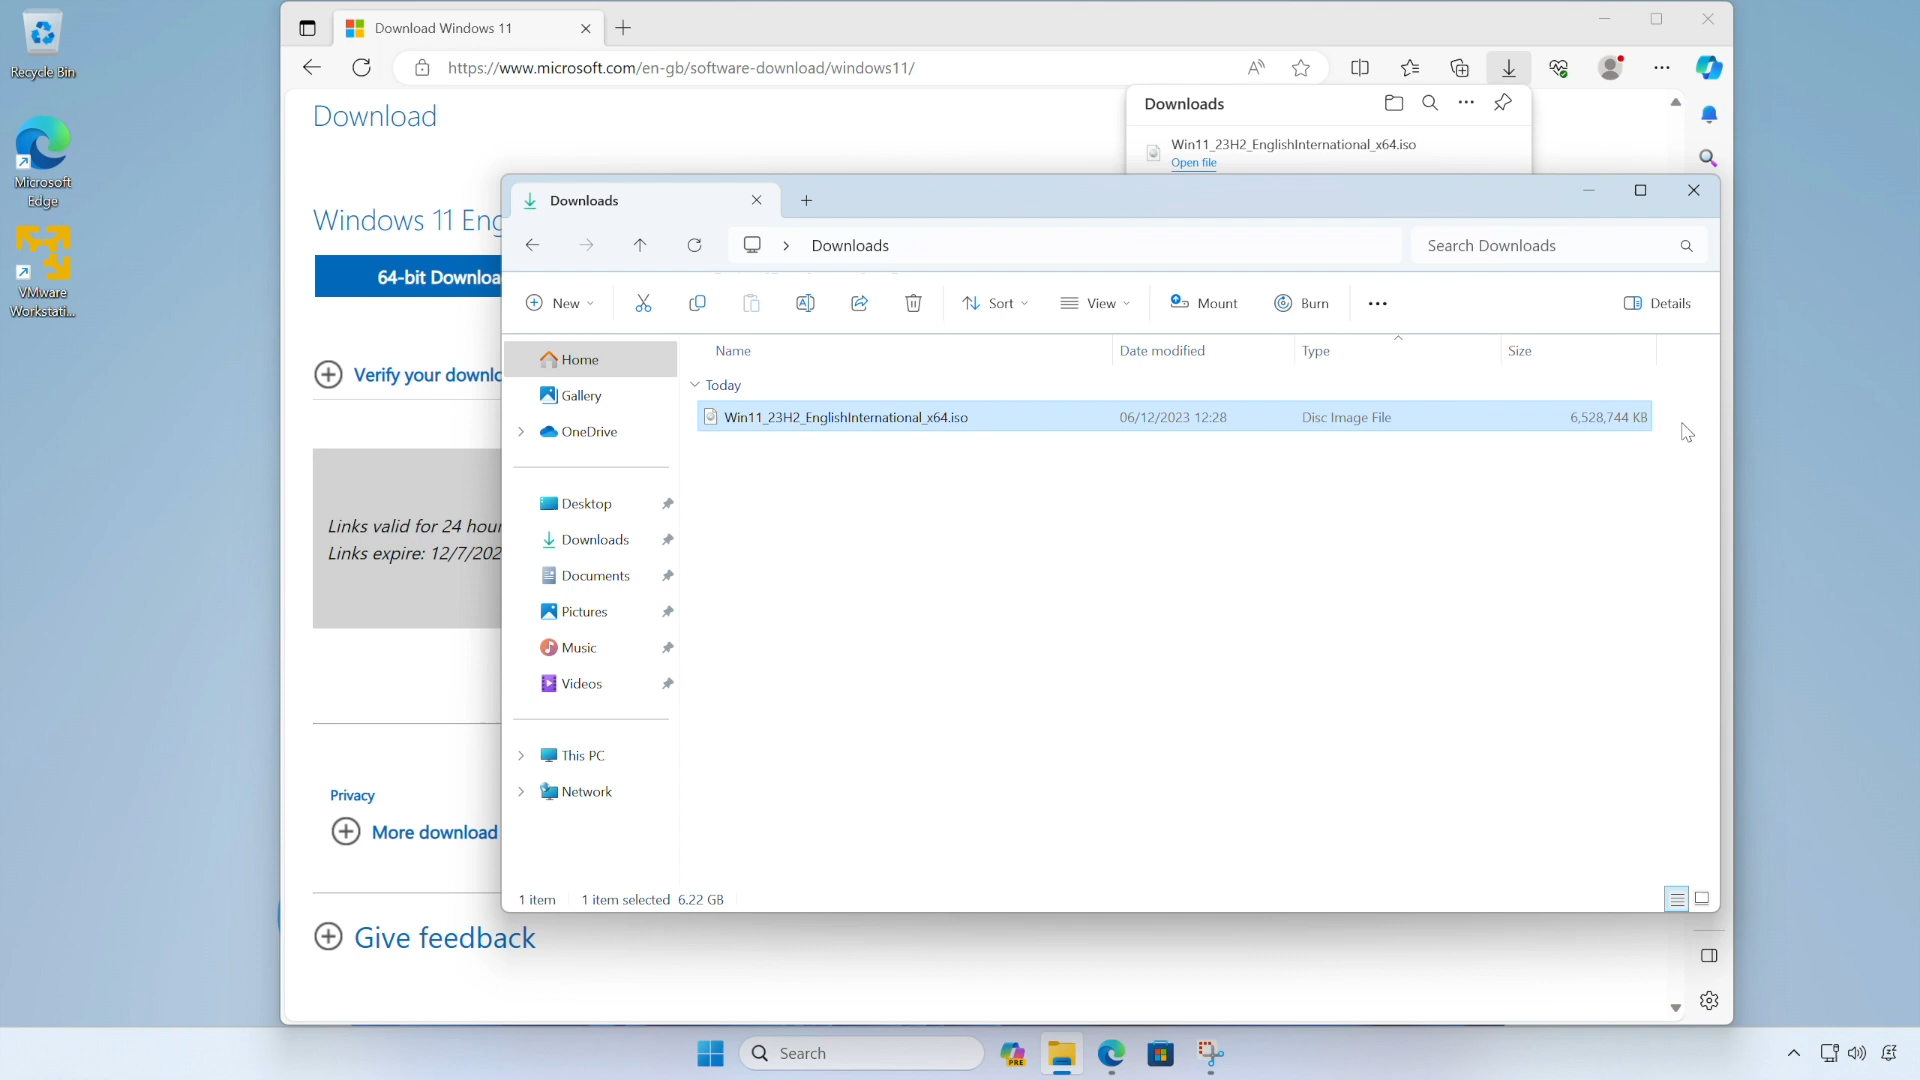 Recycle Bin
Microsoft
Edge
VMware
Workstati...
Download Windows 11
https://www.microsoft.com/en-gb/software-download/windows11/
Download
Downloads
Win11_23H2_EnglishInternational_x64.iso
Open file
Windows 11 Eng
64-bit Downloa
Verify your downlo
Links valid for 24 hour
Links expire: 12/7/202
Privacy
More download
Give feedback
Downloads
Downloads
Search Downloads
New
Sort
View
Mount
Burn
Details
Home
Gallery
OneDrive
Desktop
Downloads
Documents
Pictures
Music
Videos
This PC
Network
Name Date modified Type Size
Today
Win11_23H2_EnglishInternational_x64.iso 06/12/2023 12:28 Disc Image File 6,528,744 KB
1 item 1 item selected 6.22 GB
Search
PRE